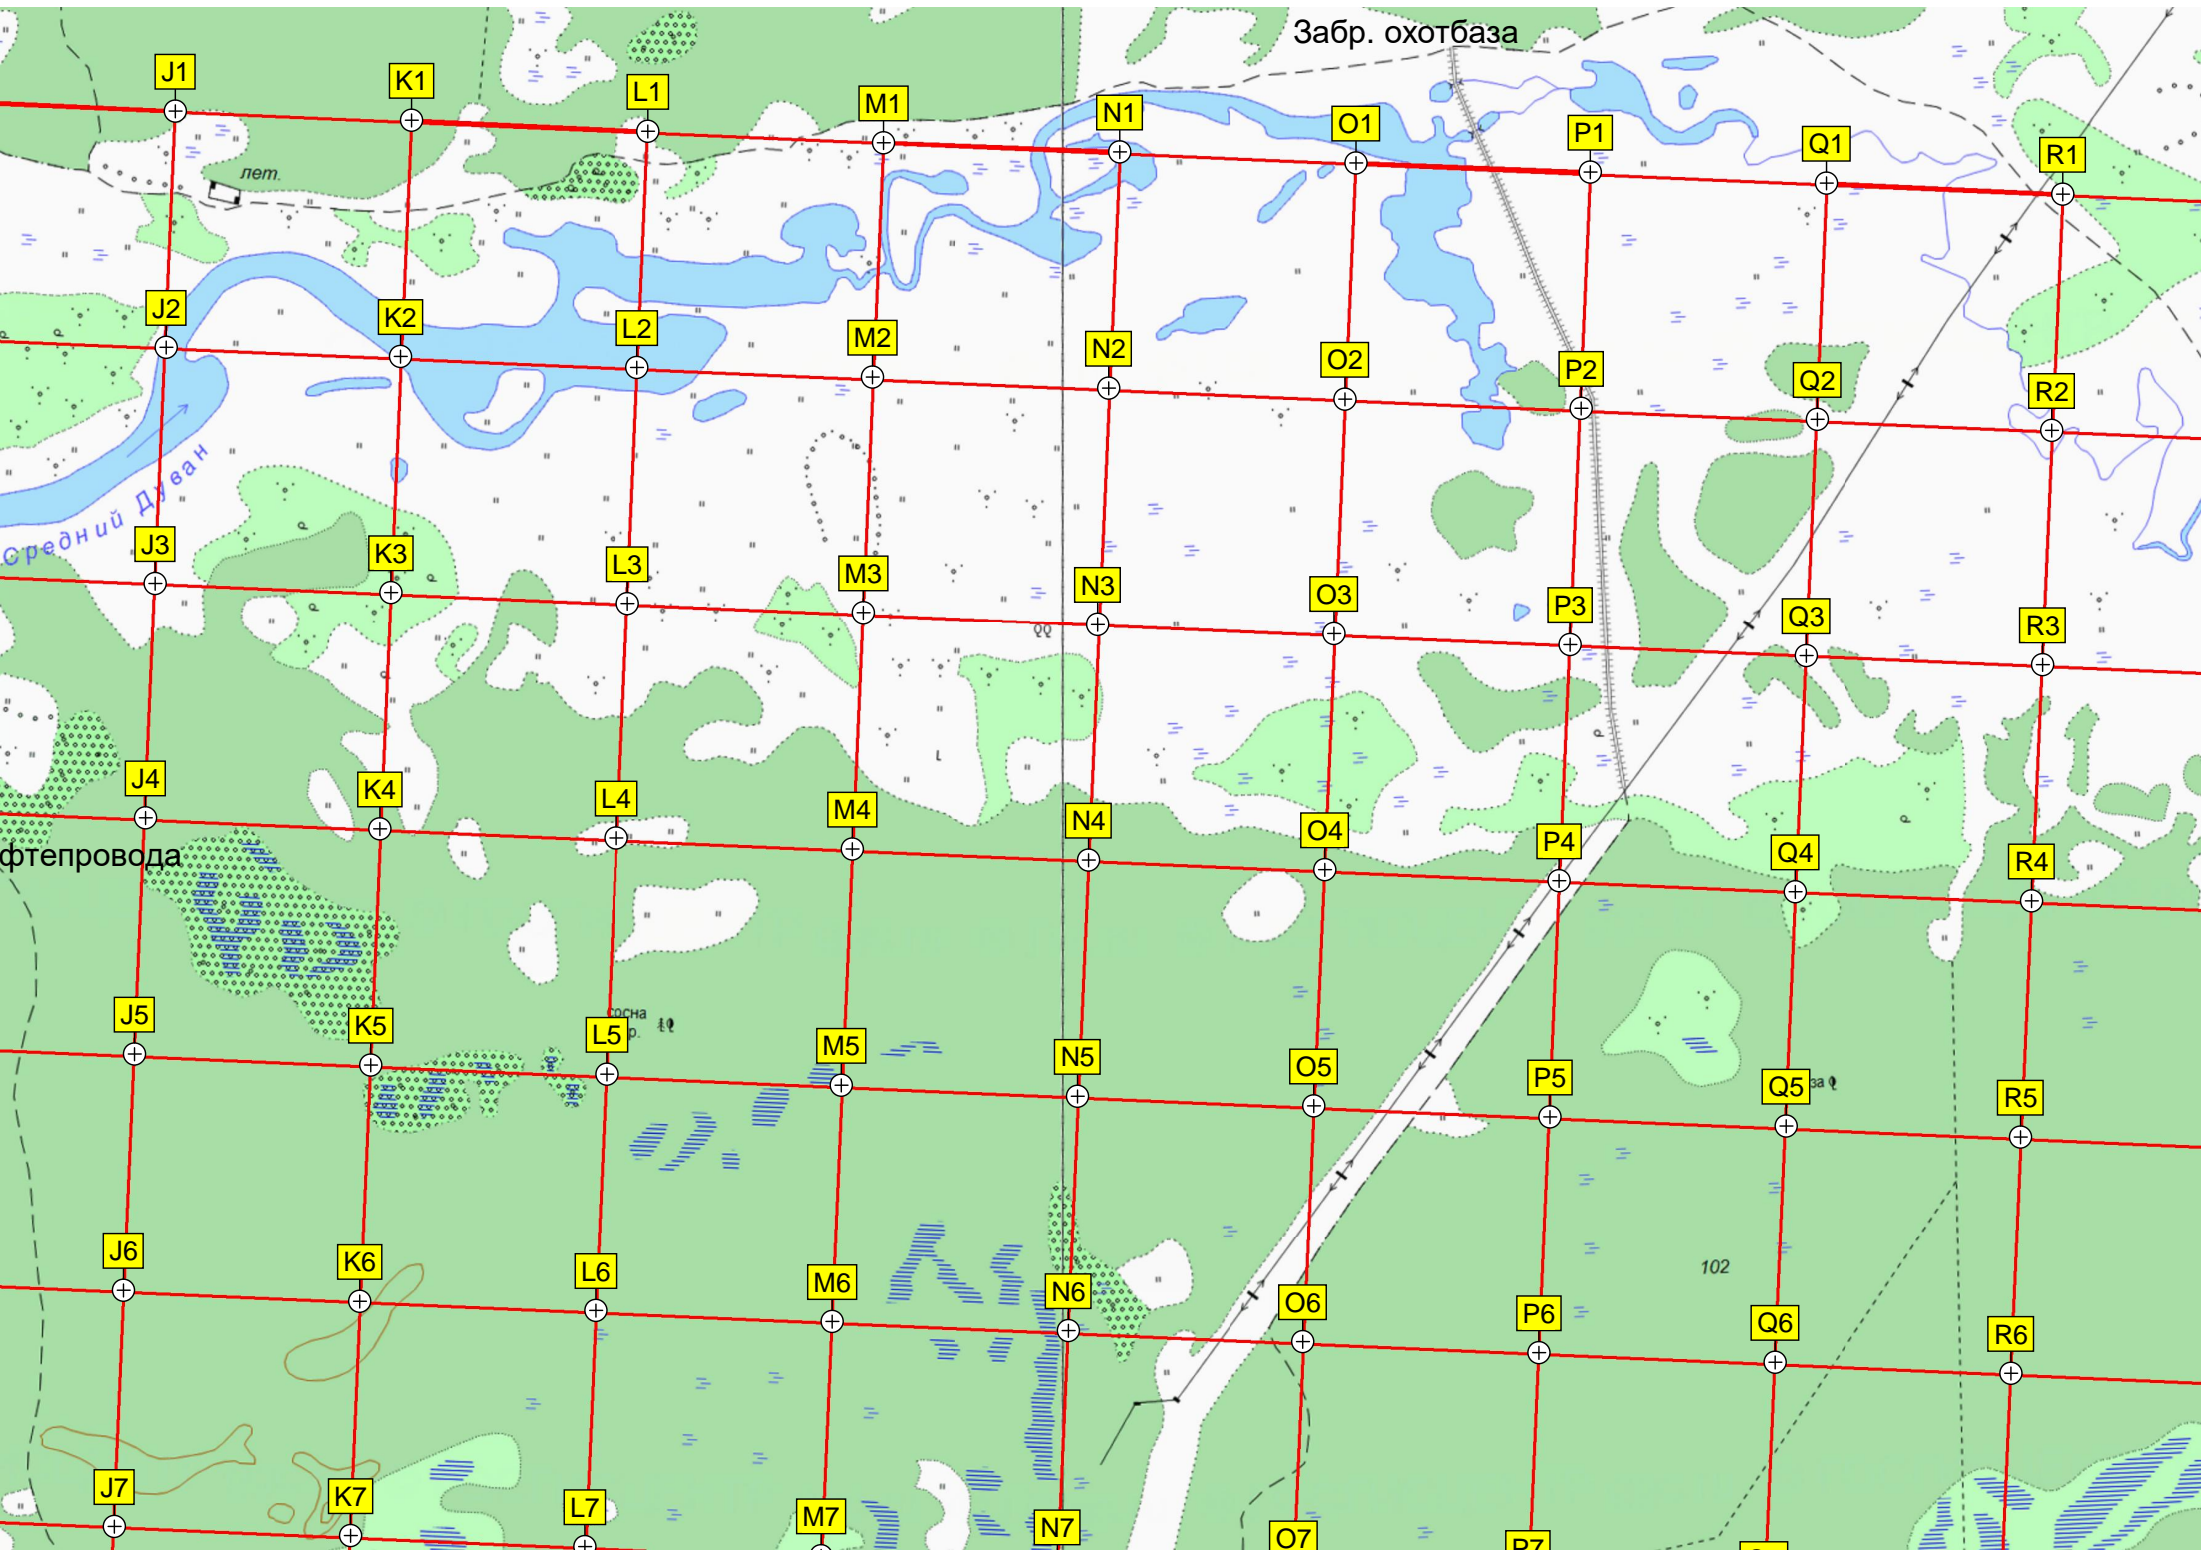 Забр. охотбаза
J1 K1 L1 M1 N1 O1 P1 Q1 R1
лет.
J2 K2 L2 M2 N2 O2 P2 Q2 R2
Средний Дуван
J3 K3 L3 M3 N3 O3 P3 Q3 R3
J4 K4 L4 M4 N4 O4 P4 Q4 R4
фтепровода
сосна
J5 K5 L5 M5 N5 O5 P5 Q5 R5
J6 K6 L6 M6 N6 O6 P6 Q6 R6
102
J7 K7 L7 M7 N7 O7 P7